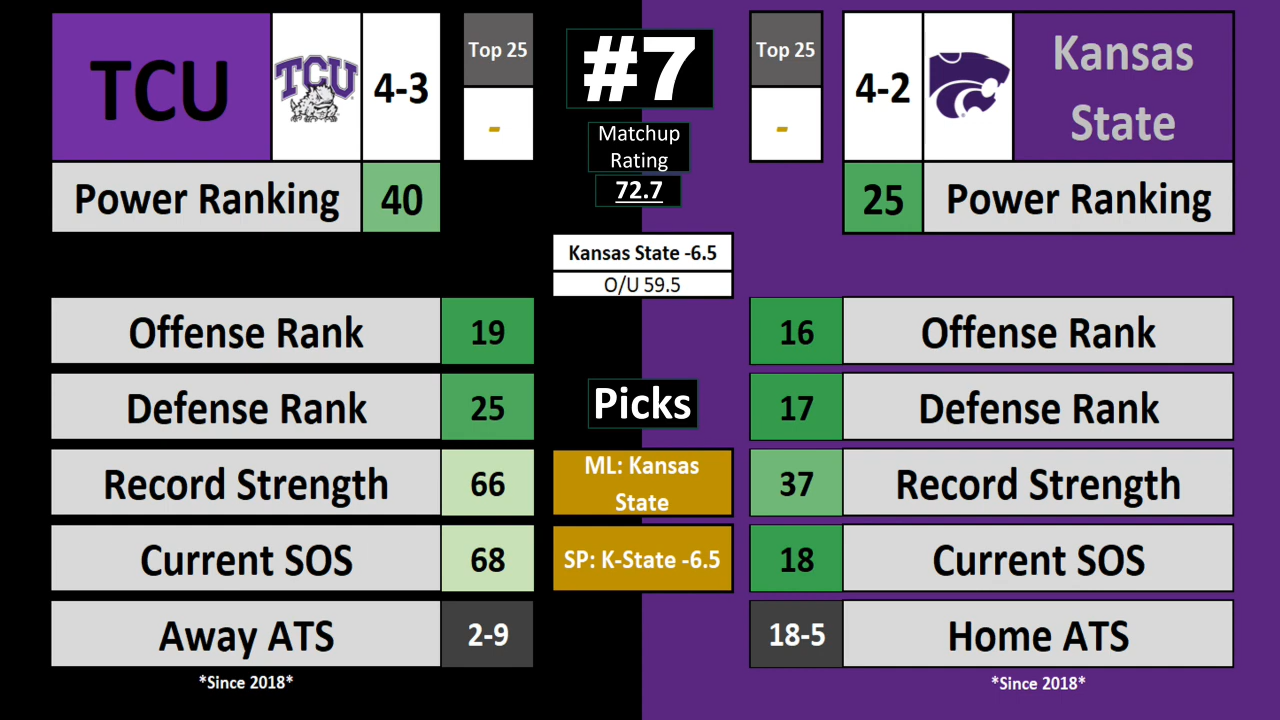 TCU
TCU
4-3
Top 25
-
Power Ranking
40
#7
Matchup
Rating
72.7
Top 25
-
4-2
Kansas
State
25
Power Ranking
Kansas State -6.5
O/U 59.5
Offense Rank
19
16
Offense Rank
Defense Rank
25
Picks
17
Defense Rank
Record Strength
66
ML: Kansas
State
37
Record Strength
Current SOS
68
SP: K-State -6.5
18
Current SOS
Away ATS
2-9
18-5
Home ATS
*Since 2018*
*Since 2018*